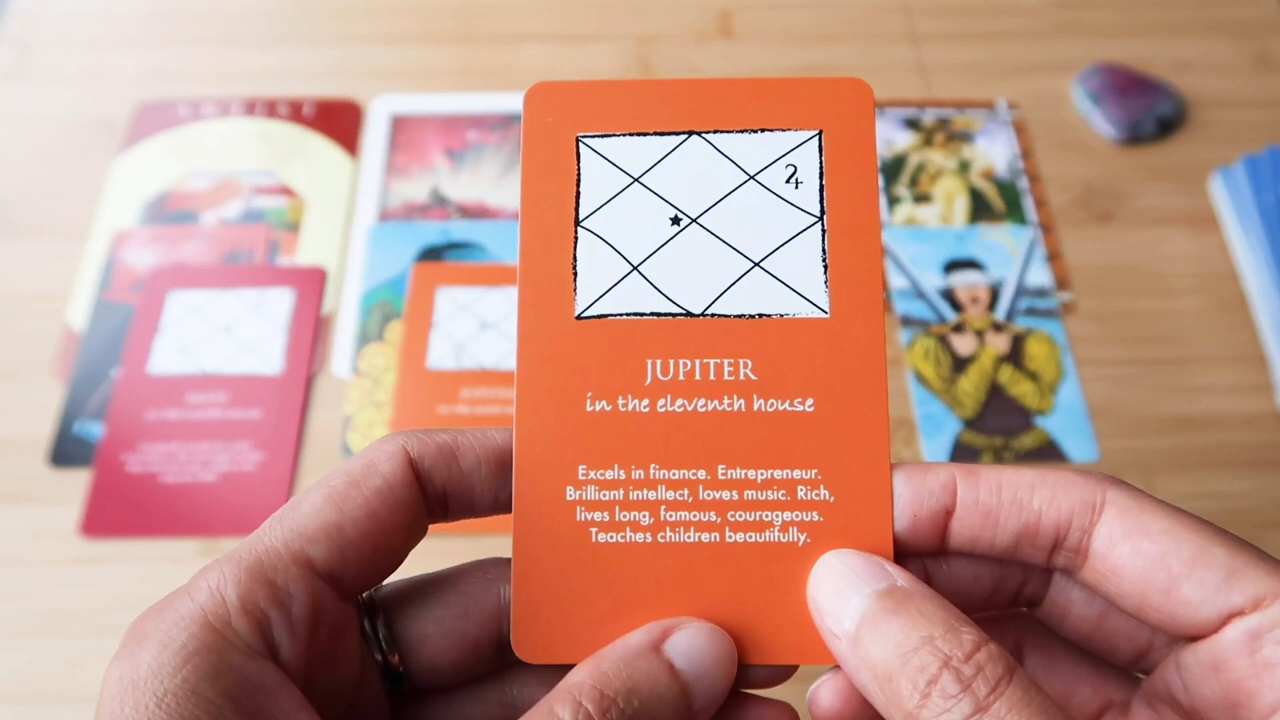 JUPITER
in the eleventh house
Excels in finance. Entrepreneur.
Brilliant intellect, loves music. Rich,
lives long, famous, courageous.
Teaches children beautifully.